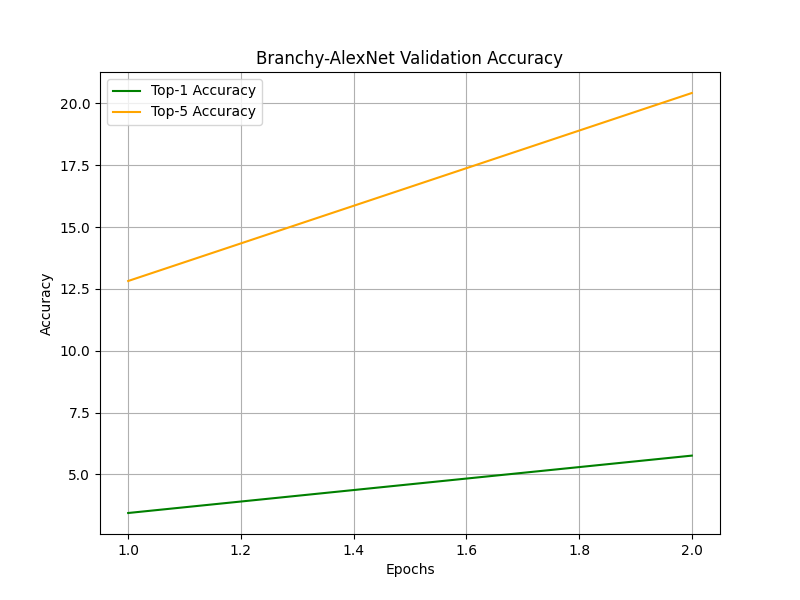 Branchy-AlexNet Validation Accuracy
Top-1 Accuracy
Top-5 Accuracy
20.0
17.5
15.0
12.5
10.0
7.5
5.0
Accuracy
1.0
1.2
1.4
1.6
1.8
2.0
Epochs